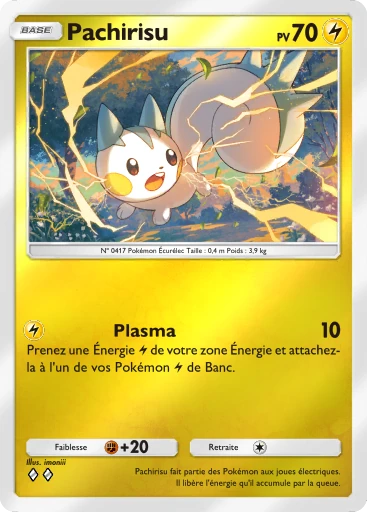 BASE Pachirisu PV 70
N° 0417 Pokémon Écurélec Taille : 0,4 m Poids : 3,9 kg
Plasma 10
Prenez une Énergie de votre zone Énergie et attachez-
la à l'un de vos Pokémon de Banc.
Faiblesse +20 Retraite
Illus. imoniii
Pachirisu fait partie des Pokémon aux joues électriques.
Il libère l'énergie qu'il accumule par la queue.